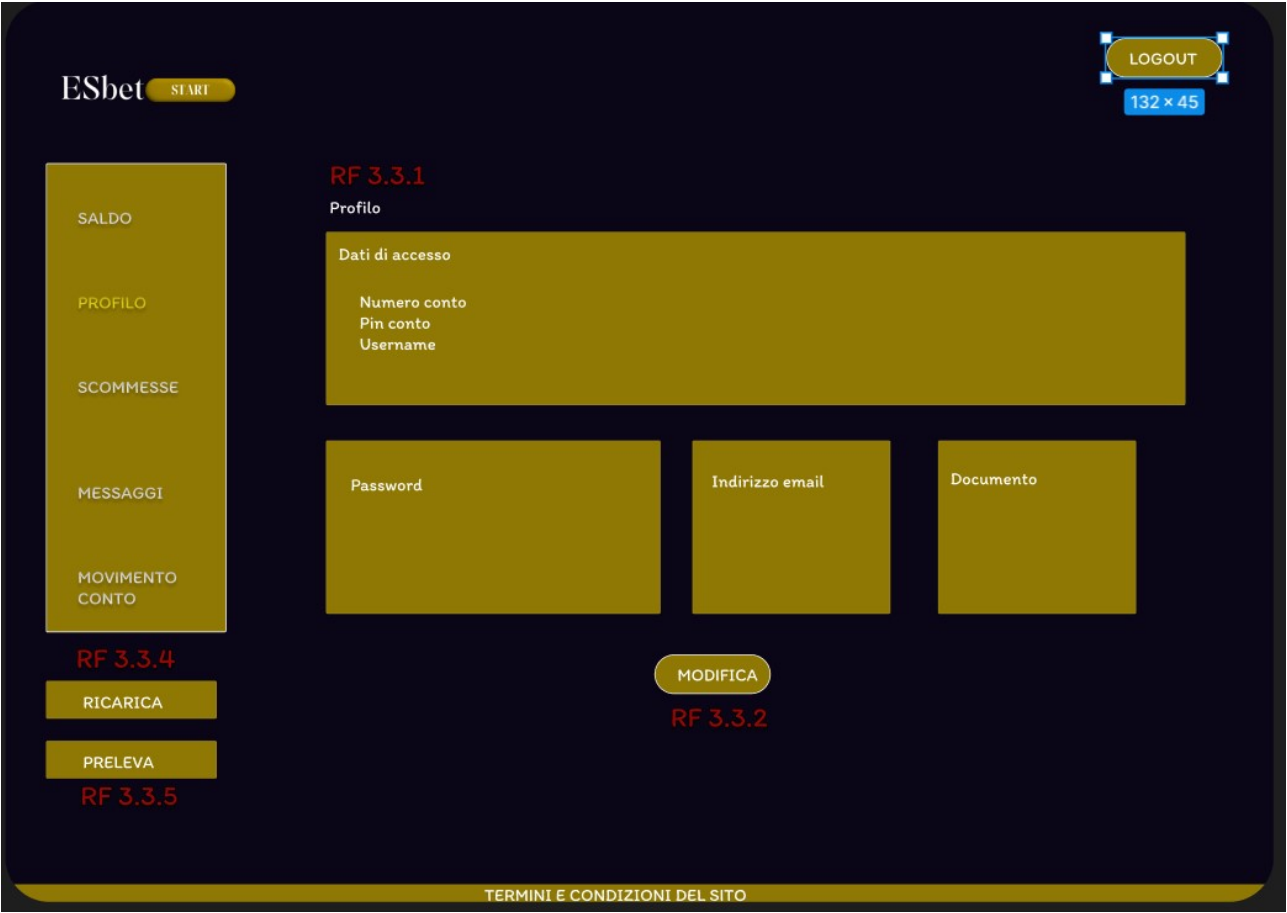 ESbet START
LOGOUT
132 × 45
SALDO
PROFILO
SCOMMESSE
MESSAGGI
MOVIMENTO
CONTO
RF 3.3.4
RICARICA
PRELEVA
RF 3.3.5
RF 3.3.1
Profilo
Dati di accesso
Numero conto
Pin conto
Username
Password
Indirizzo email
Documento
MODIFICA
RF 3.3.2
TERMINI E CONDIZIONI DEL SITO